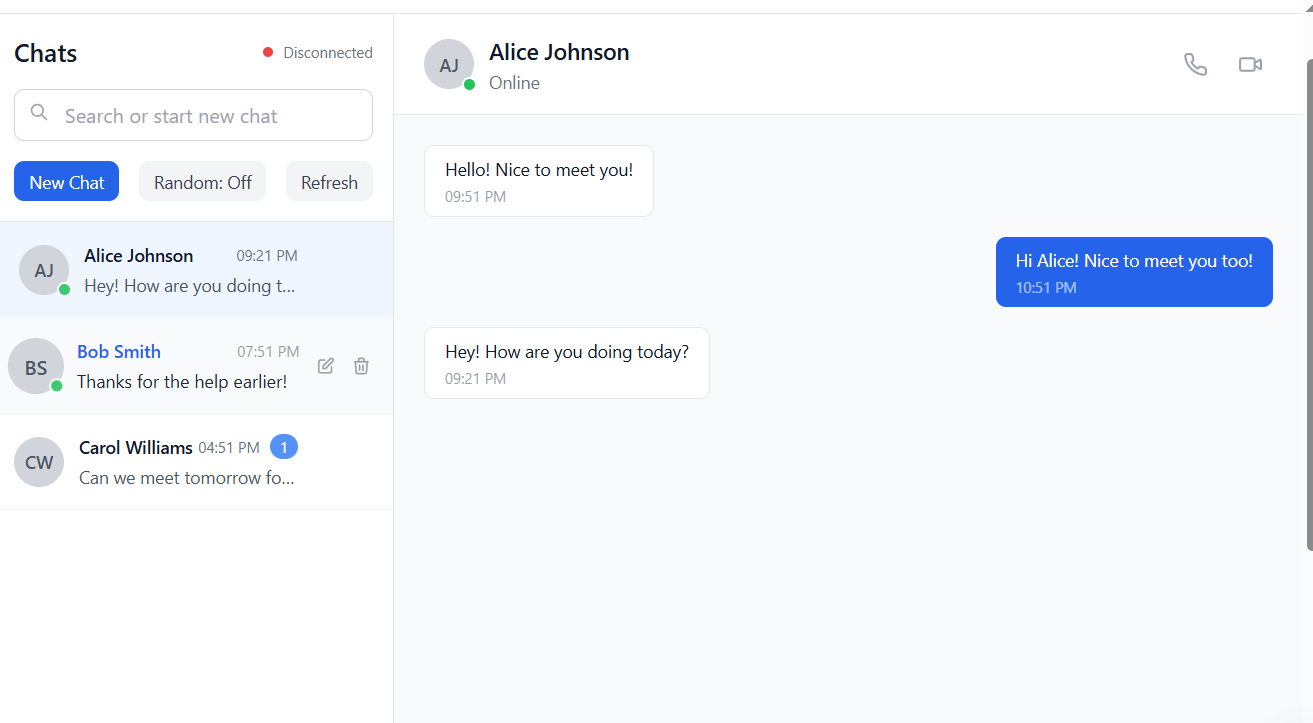 Chats
Disconnected
Search or start new chat
New Chat
Random: Off
Refresh
AJ
Alice Johnson
09:21 PM
Hey! How are you doing t...
BS
Bob Smith
07:51 PM
Thanks for the help earlier!
CW
Carol Williams
04:51 PM
1
Can we meet tomorrow fo...
AJ
Alice Johnson
Online
Hello! Nice to meet you!
09:51 PM
Hi Alice! Nice to meet you too!
10:51 PM
Hey! How are you doing today?
09:21 PM